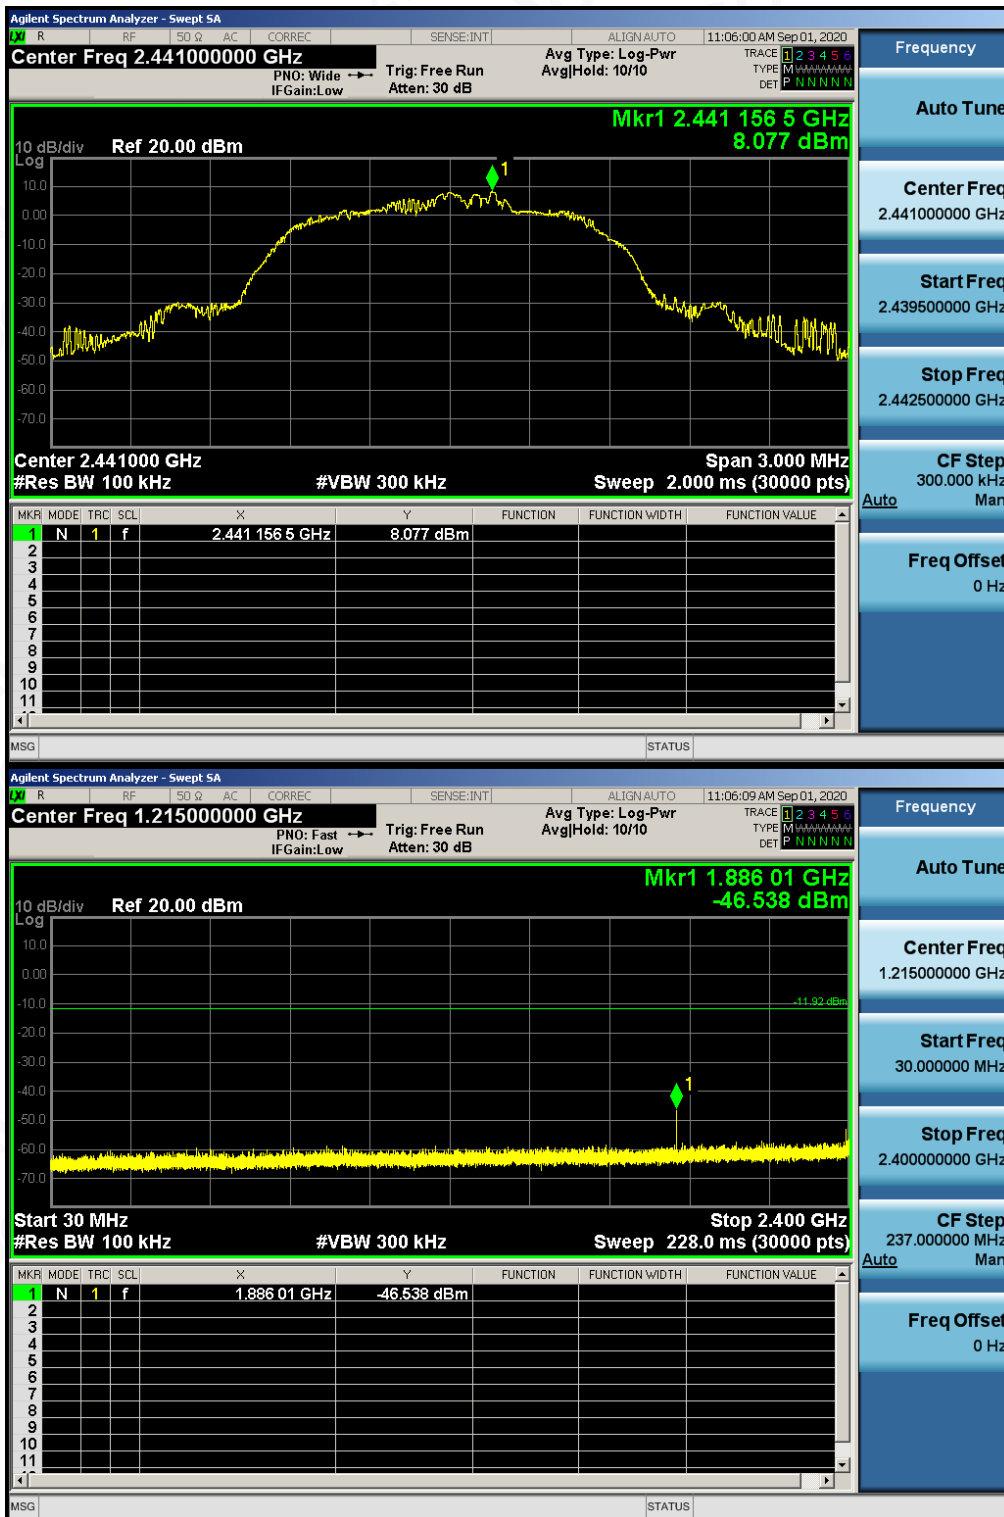 Agilent Spectrum Analyzer - Swept SA
LXI R RF 50 Ω AC CORREC SENSE:INT ALIGN AUTO 11:06:00 AM Sep 01, 2020
Center Freq 2.441000000 GHz
PNO: Wide
IFGain:Low
Trig: Free Run
Atten: 30 dB
Avg Type: Log-Pwr
Avg|Hold: 10/10
TRACE 1 2 3 4 5 6
TYPE M WWWWW
DET P N N N N N
Mkr1 2.441 156 5 GHz
8.077 dBm
10 dB/div Ref 20.00 dBm
Log
1
10.0
0.00
-10.0
-20.0
-30.0
-40.0
-50.0
-60.0
-70.0
Center 2.441000 GHz Span 3.000 MHz
#Res BW 100 kHz #VBW 300 kHz Sweep 2.000 ms (30000 pts)
MKR MODE TRC SCL X Y FUNCTION FUNCTION WIDTH FUNCTION VALUE
1 N 1 f 2.441 156 5 GHz 8.077 dBm
2
3
4
5
6
7
8
9
10
11
MSG STATUS
Frequency
Auto Tune
Center Freq
2.441000000 GHz
Start Freq
2.439500000 GHz
Stop Freq
2.442500000 GHz
CF Step
300.000 kHz
Auto Man
Freq Offset
0 Hz
Agilent Spectrum Analyzer - Swept SA
LXI R RF 50 Ω AC CORREC SENSE:INT ALIGN AUTO 11:06:09 AM Sep 01, 2020
Center Freq 1.215000000 GHz
PNO: Fast
IFGain:Low
Trig: Free Run
Atten: 30 dB
Avg Type: Log-Pwr
Avg|Hold: 10/10
TRACE 1 2 3 4 5 6
TYPE M WWWWW
DET P N N N N N
Mkr1 1.886 01 GHz
-46.538 dBm
10 dB/div Ref 20.00 dBm
Log
10.0
0.00
-10.0
-11.92 dBm
-20.0
-30.0
-40.0
1
-50.0
-60.0
-70.0
Start 30 MHz Stop 2.400 GHz
#Res BW 100 kHz #VBW 300 kHz Sweep 228.0 ms (30000 pts)
MKR MODE TRC SCL X Y FUNCTION FUNCTION WIDTH FUNCTION VALUE
1 N 1 f 1.886 01 GHz -46.538 dBm
2
3
4
5
6
7
8
9
10
11
MSG STATUS
Frequency
Auto Tune
Center Freq
1.215000000 GHz
Start Freq
30.000000 MHz
Stop Freq
2.400000000 GHz
CF Step
237.000000 MHz
Auto Man
Freq Offset
0 Hz